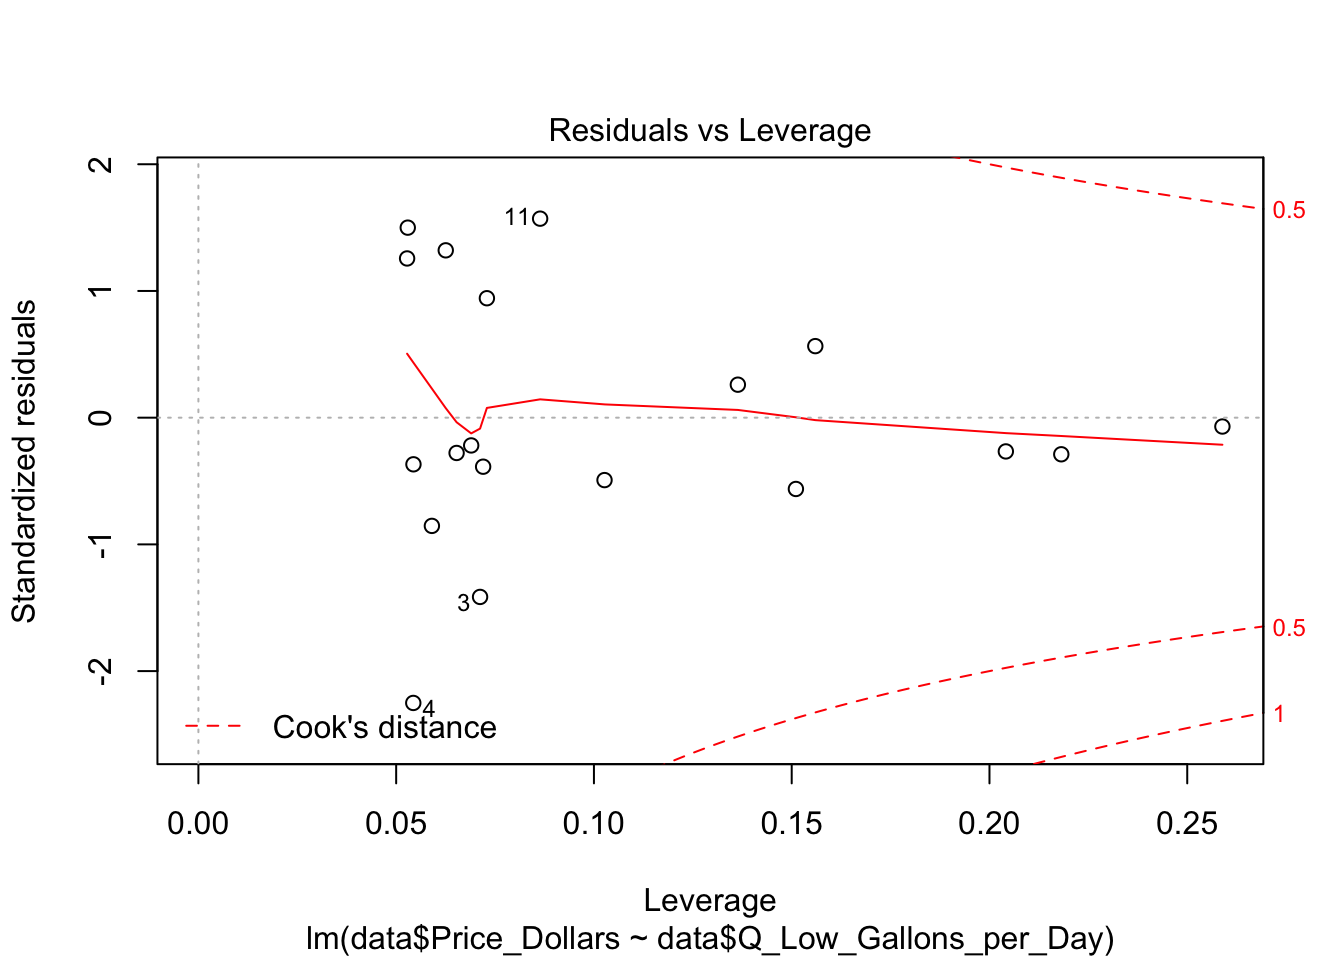 Residuals vs Leverage
Standardized residuals
2
1
0
-1
-2
11
3
4
0.5
0.5
1
Cook's distance
0.00 0.05 0.10 0.15 0.20 0.25
Leverage
lm(data$Price_Dollars ~ data$Q_Low_Gallons_per_Day)